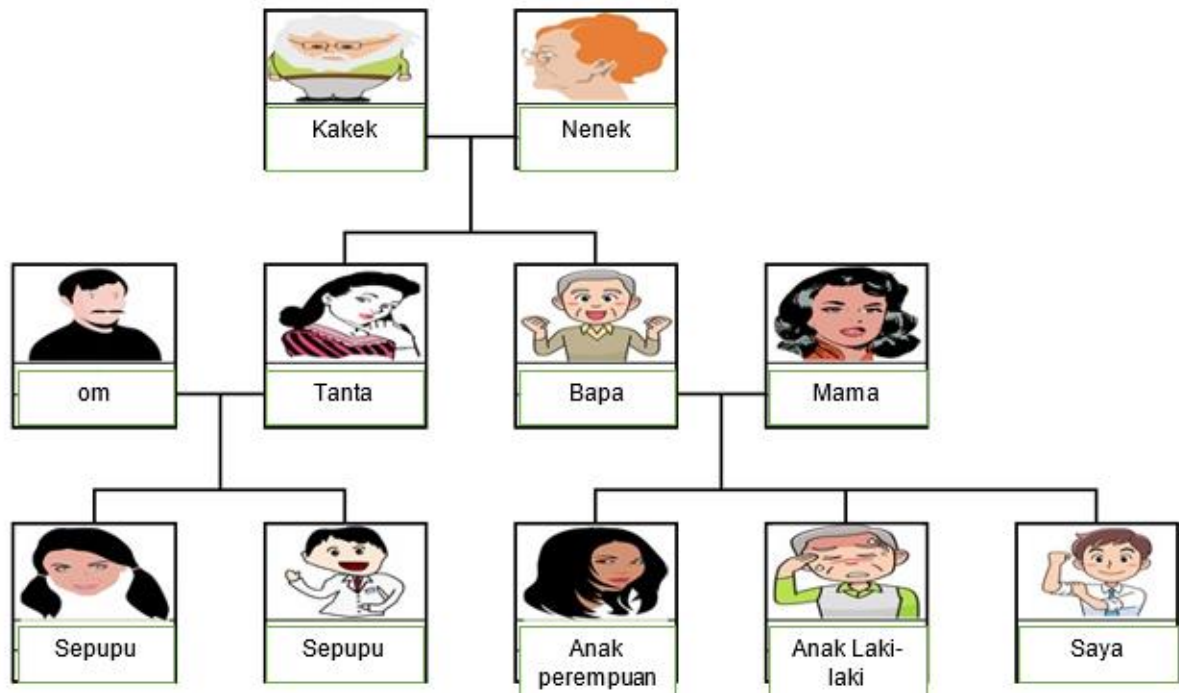 Kakek
Nenek
om
Tanta
Bapa
Mama
Sepupu
Sepupu
Anak
perempuan
Anak Laki-
laki
Saya